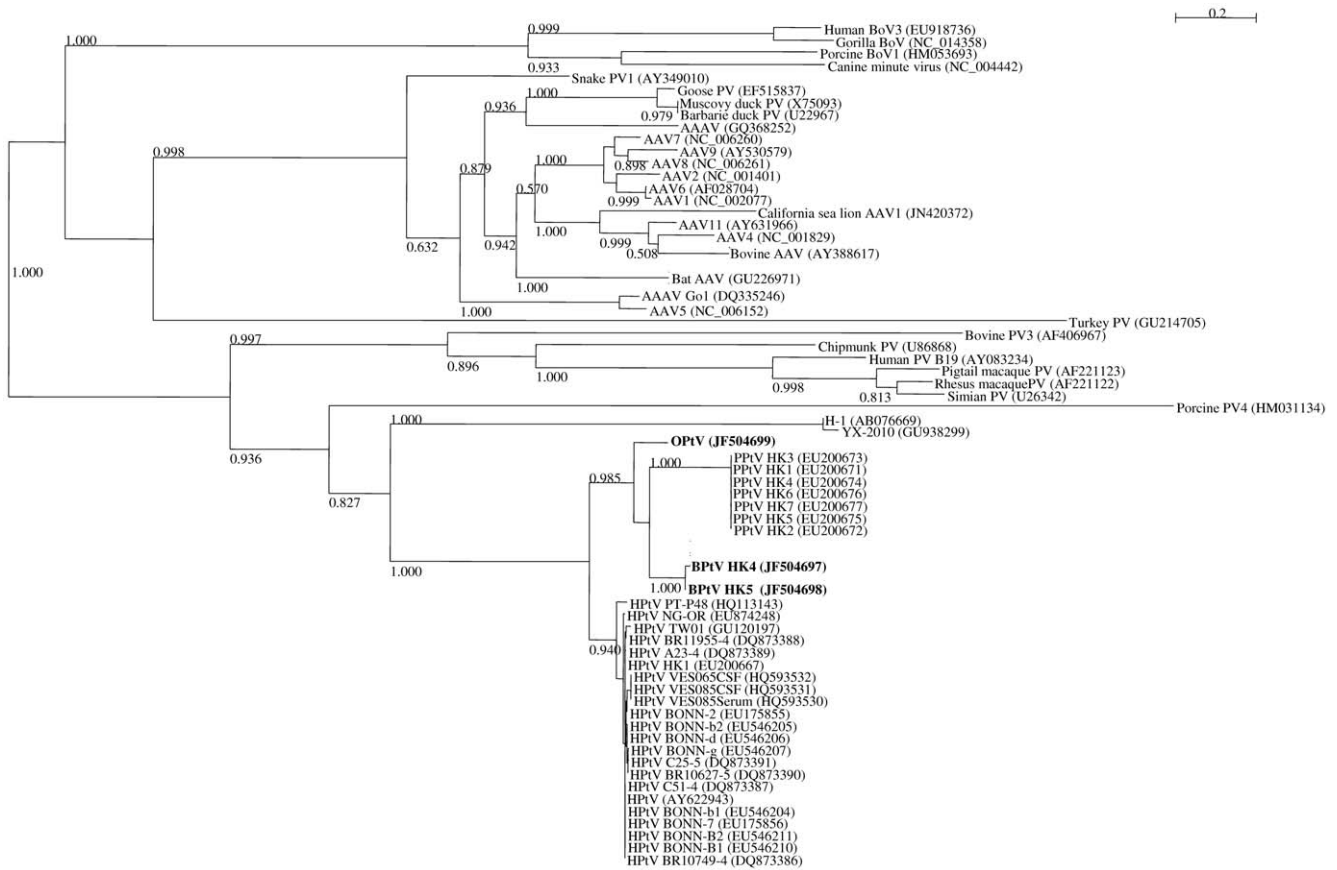 0.2
Human BoV3 (EU918736)
0.999
1.000
Gorilla BoV (NC_014358)
Porcine BoV1 (HM053693)
0.933
Canine minute virus (NC_004442)
Snake PV1 (AY349010)
Goose PV (EF515837)
1.000
Muscovy duck PV (X75093)
0.936
0.979
Barbarie duck PV (U22967)
AAAV (GQ368252)
AAV7 (NC_006260)
0.998
AAV9 (AY530579)
1.000
AAV8 (NC_006261)
0.898
0.879
AAV2 (NC_001401)
0.570
AAV6 (AF028704)
0.999
AAV1 (NC_002077)
California sea lion AAV1 (JN420372)
AAV11 (AY631966)
1.000
AAV4 (NC_001829)
0.632
0.942
0.999
0.508
Bovine AAV (AY388617)
1.000
Bat AAV (GU226971)
1.000
AAAV Go1 (DQ335246)
1.000
AAV5 (NC_006152)
Turkey PV (GU214705)
Bovine PV3 (AF406967)
0.997
Chipmunk PV (U86868)
Human PV B19 (AY083234)
0.896
Pigtail macaque PV (AF221123)
1.000
0.998
Rhesus macaquePV (AF221122)
0.813
Simian PV (U26342)
Porcine PV4 (HM031134)
1.000
H-1 (AB076669)
YX-2010 (GU938299)
OPtV (JF504699)
0.936
PPtV HK3 (EU200673)
1.000
PPtV HK1 (EU200671)
0.985
PPtV HK4 (EU200674)
PPtV HK6 (EU200676)
0.827
PPtV HK7 (EU200677)
PPtV HK5 (EU200675)
PPtV HK2 (EU200672)
BPtV HK4 (JF504697)
1.000
1.000
BPtV HK5 (JF504698)
HPtV PT-P48 (HQ113143)
HPtV NG-OR (EU874248)
HPtV TW01 (GU120197)
HPtV BR11955-4 (DQ873388)
0.940
HPtV A23-4 (DQ873389)
HPtV HK1 (EU200667)
HPtV VES065CSF (HQ593532)
HPtV VES085CSF (HQ593531)
HPtV VES085Serum (HQ593530)
HPtV BONN-2 (EU175855)
HPtV BONN-b2 (EU546205)
HPtV BONN-d (EU546206)
HPtV BONN-g (EU546207)
HPtV C25-5 (DQ873391)
HPtV BR10627-5 (DQ873390)
HPtV C51-4 (DQ873387)
HPtV (AY622943)
HPtV BONN-b1 (EU546204)
HPtV BONN-7 (EU175856)
HPtV BONN-B2 (EU546211)
HPtV BONN-B1 (EU546210)
HPtV BR10749-4 (DQ873386)